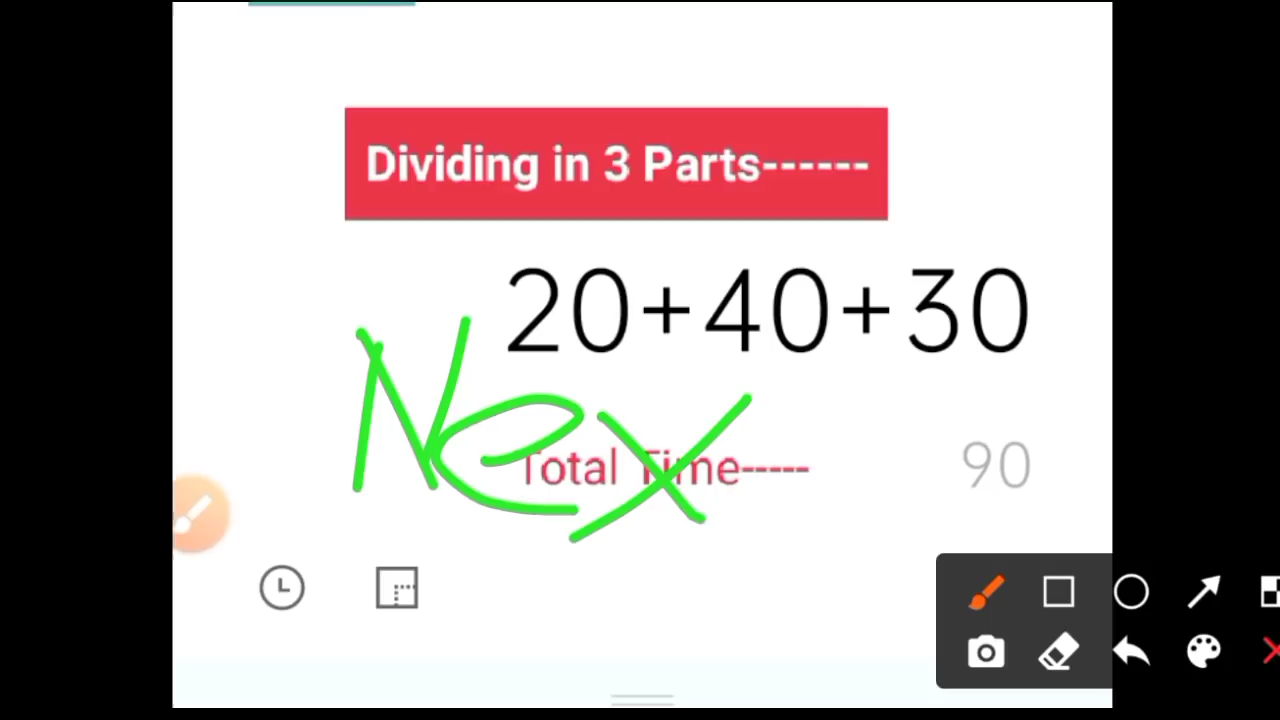 Dividing in 3 Parts------
20+40+30
Nex
Total Time-----
90